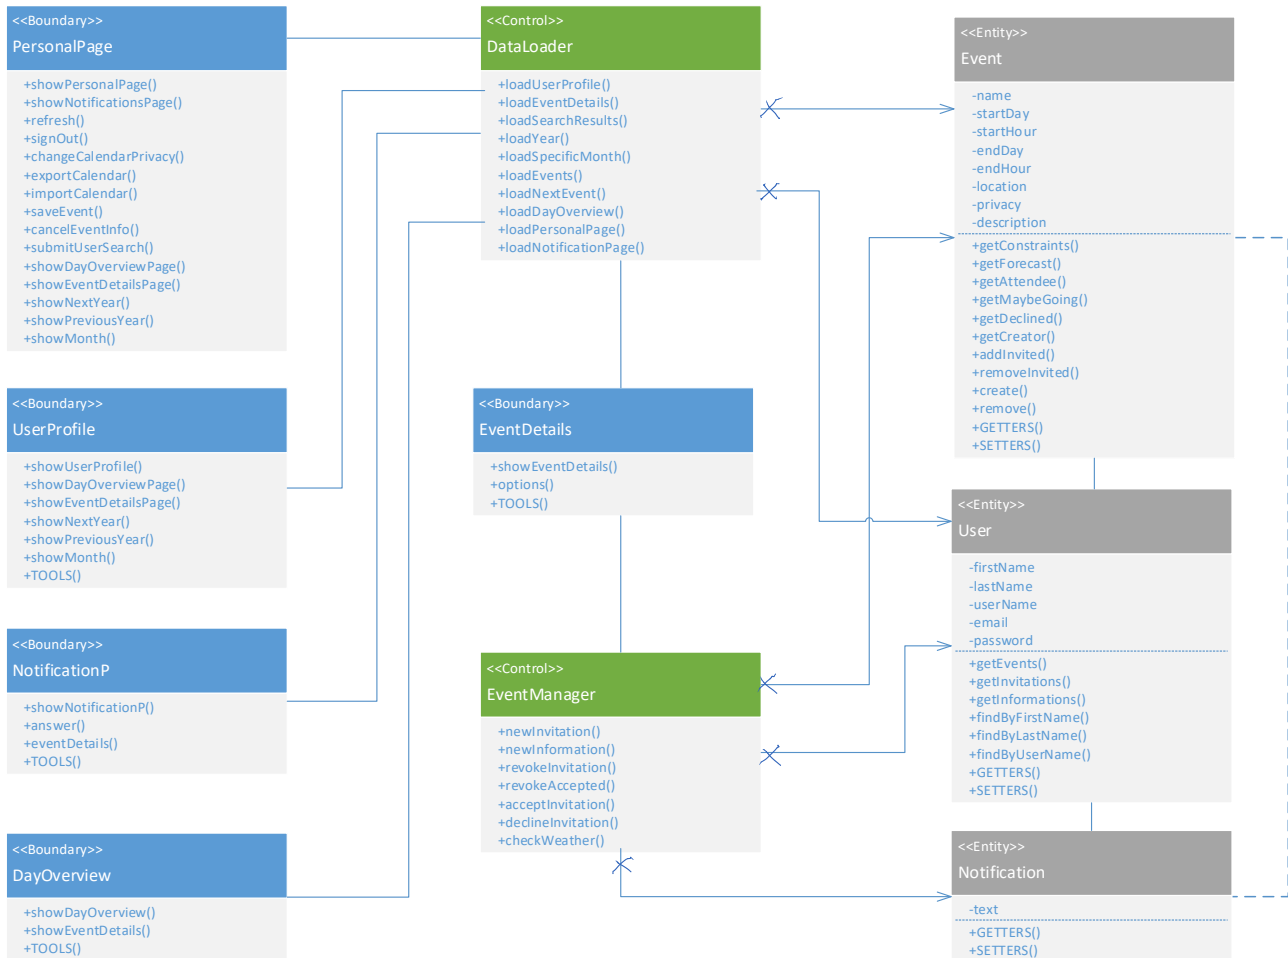 <<Boundary>>
PersonalPage
+showPersonalPage()
+showNotificationsPage()
+refresh()
+signOut()
+changeCalendarPrivacy()
+exportCalendar()
+importCalendar()
+saveEvent()
+cancelEventInfo()
+submitUserSearch()
+showDayOverviewPage()
+showEventDetailsPage()
+showNextYear()
+showPreviousYear()
+showMonth()
<<Boundary>>
UserProfile
+showUserProfile()
+showDayOverviewPage()
+showEventDetailsPage()
+showNextYear()
+showPreviousYear()
+showMonth()
+TOOLS()
<<Boundary>>
NotificationP
+showNotificationP()
+answer()
+eventDetails()
+TOOLS()
<<Boundary>>
DayOverview
+showDayOverview()
+showEventDetails()
+TOOLS()
<<Control>>
DataLoader
+loadUserProfile()
+loadEventDetails()
+loadSearchResults()
+loadYear()
+loadSpecificMonth()
+loadEvents()
+loadNextEvent()
+loadDayOverview()
+loadPersonalPage()
+loadNotificationPage()
<<Boundary>>
EventDetails
+showEventDetails()
+options()
+TOOLS()
<<Control>>
EventManager
+newInvitation()
+newInformation()
+revokeInvitation()
+revokeAccepted()
+acceptInvitation()
+declineInvitation()
+checkWeather()
<<Entity>>
Event
-name
-startDay
-startHour
-endDay
-endHour
-location
-privacy
-description
+getConstraints()
+getForecast()
+getAttendee()
+getMaybeGoing()
+getDeclined()
+getCreator()
+addInvited()
+removeInvited()
+create()
+remove()
+GETTERS()
+SETTERS()
<<Entity>>
User
-firstName
-lastName
-userName
-email
-password
+getEvents()
+getInvitations()
+getInformations()
+findByFirstName()
+findByLastName()
+findByUserName()
+GETTERS()
+SETTERS()
<<Entity>>
Notification
-text
+GETTERS()
+SETTERS()